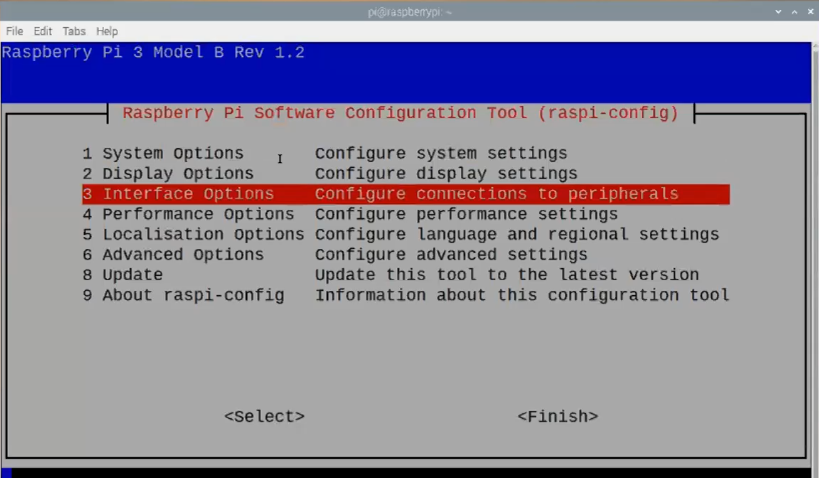 pi@raspberrypi: ~
File Edit Tabs Help
Raspberry Pi 3 Model B Rev 1.2
Raspberry Pi Software Configuration Tool (raspi-config)
1 System Options Configure system settings
2 Display Options Configure display settings
3 Interface Options Configure connections to peripherals
4 Performance Options Configure performance settings
5 Localisation Options Configure language and regional settings
6 Advanced Options Configure advanced settings
8 Update Update this tool to the latest version
9 About raspi-config Information about this configuration tool
<Select> <Finish>